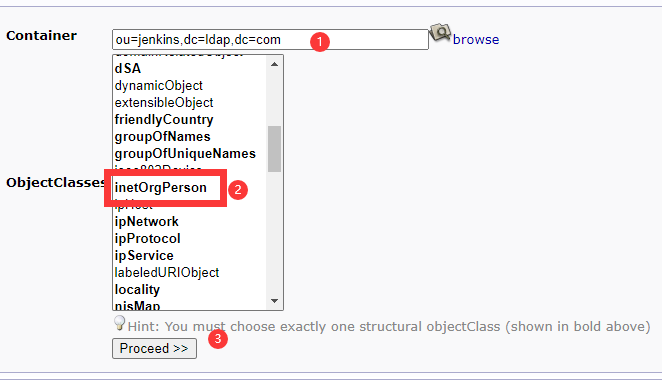 Container
ou=jenkins,dc=ldap,dc=com
1
browse
dSA
dynamicObject
extensibleObject
friendlyCountry
groupOfNames
groupOfUniqueNames
ObjectClasses
inetOrgPerson
2
ipHost
ipNetwork
ipProtocol
ipService
labeledURIObject
locality
nisMap
Hint: You must choose exactly one structural objectClass (shown in bold above)
3
Proceed >>